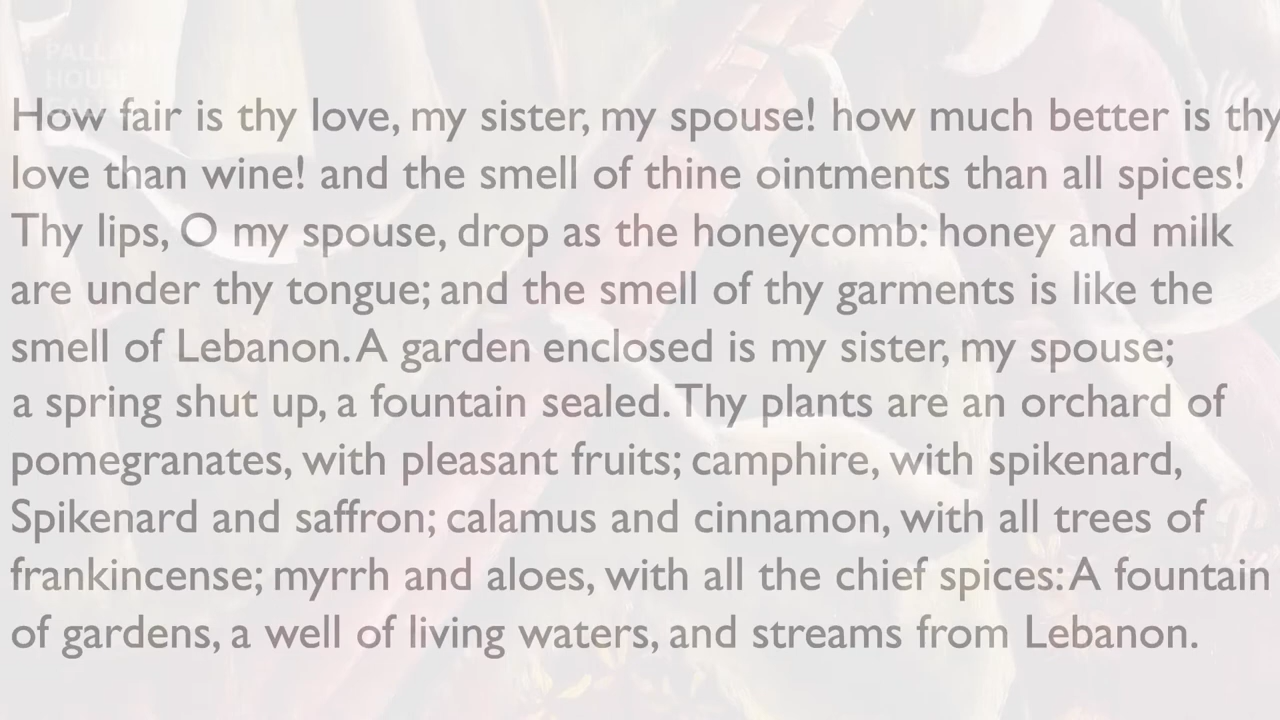 PALLANT
HOUSE
How fair is thy love, my sister, my spouse! how much better is thy
love than wine! and the smell of thine ointments than all spices!
Thy lips, O my spouse, drop as the honeycomb: honey and milk
are under thy tongue; and the smell of thy garments is like the
smell of Lebanon. A garden enclosed is my sister, my spouse;
a spring shut up, a fountain sealed. Thy plants are an orchard of
pomegranates, with pleasant fruits; camphire, with spikenard,
Spikenard and saffron; calamus and cinnamon, with all trees of
frankincense; myrrh and aloes, with all the chief spices: A fountain
of gardens, a well of living waters, and streams from Lebanon.